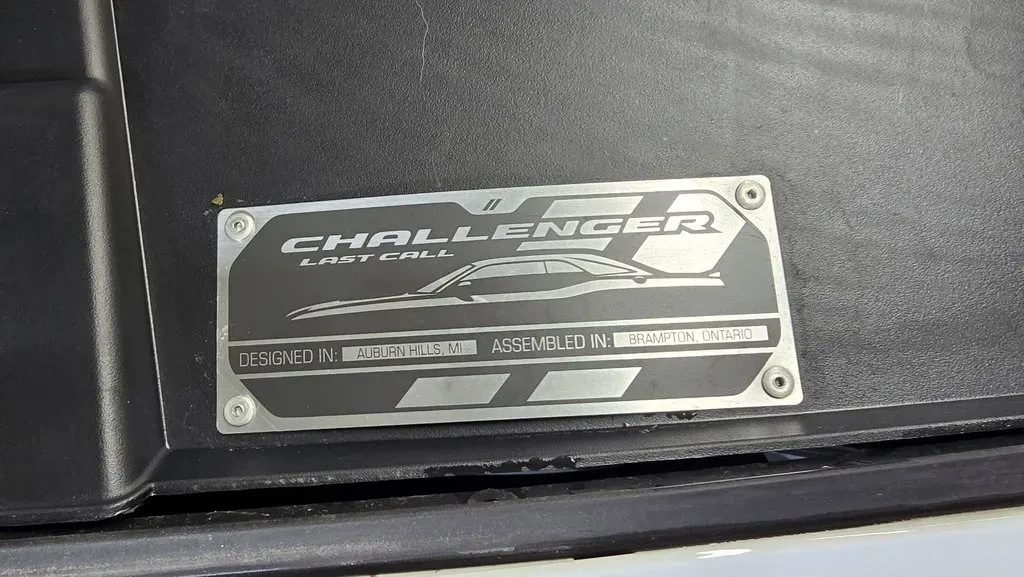 CHALLENGER
LAST CALL
DESIGNED IN: AUBURN HILLS, MI ASSEMBLED IN: BRAMPTON, ONTARIO